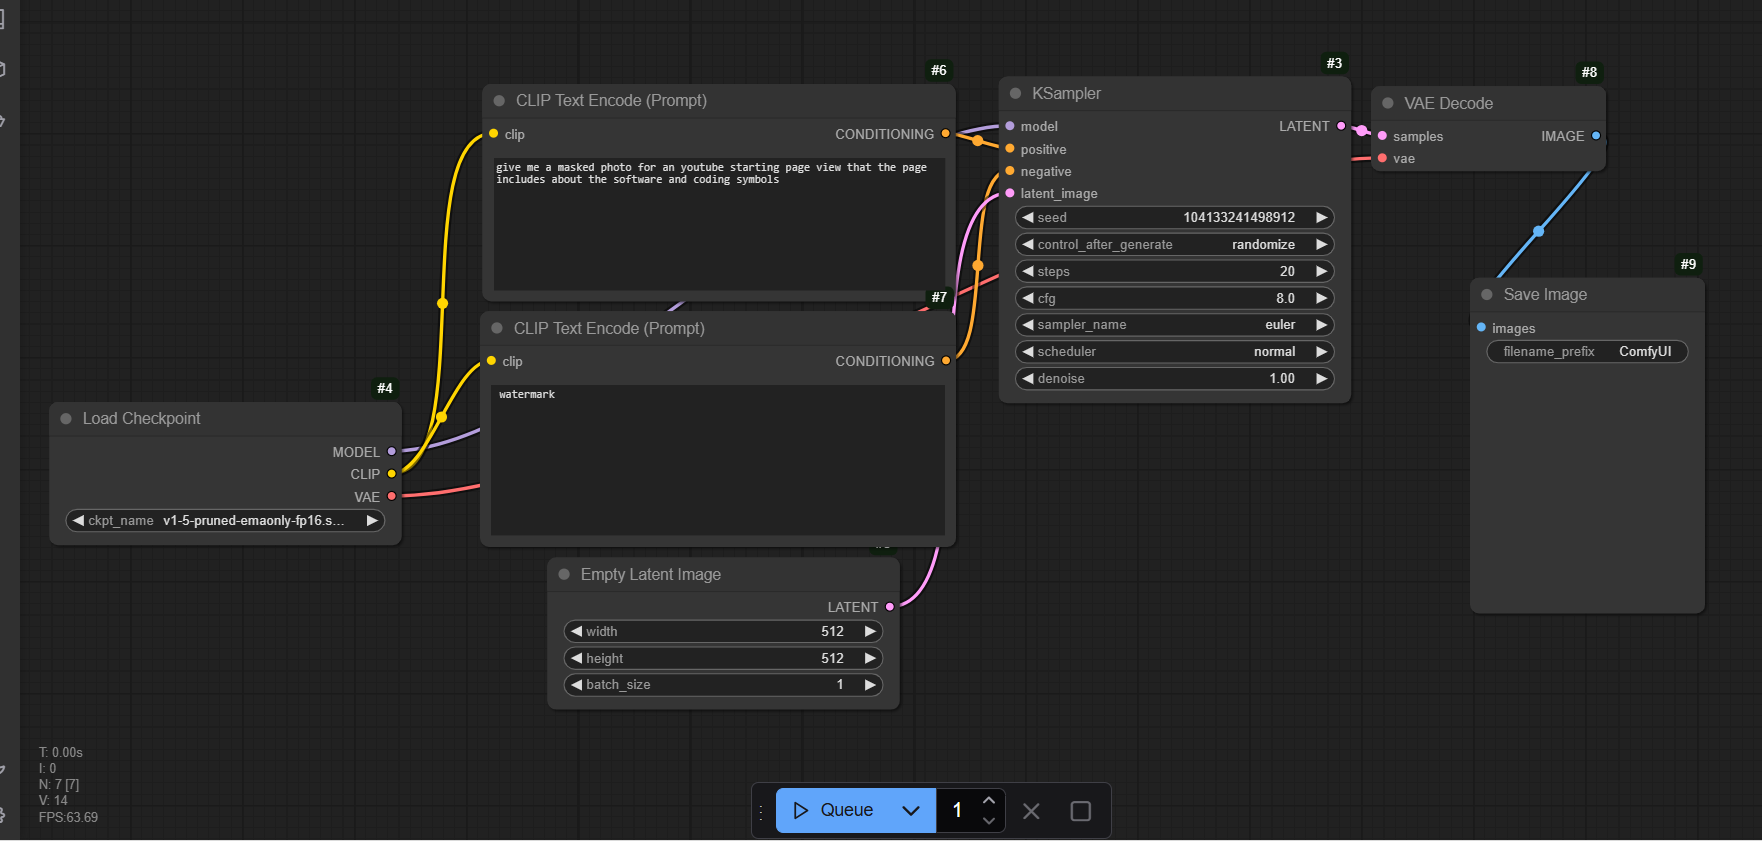 #6
CLIP Text Encode (Prompt)
clip
CONDITIONING
give me a masked photo for an youtube starting page view that the page
includes about the software and coding symbols
#7
CLIP Text Encode (Prompt)
clip
CONDITIONING
watermark
#4
Load Checkpoint
MODEL
CLIP
VAE
ckpt_name v1-5-pruned-emaonly-fp16.s...
Empty Latent Image
LATENT
width 512
height 512
batch_size 1
#3
KSampler
model
LATENT
positive
negative
latent_image
seed 104133241498912
control_after_generate randomize
steps 20
cfg 8.0
sampler_name euler
scheduler normal
denoise 1.00
#8
VAE Decode
samples
IMAGE
vae
#9
Save Image
images
filename_prefix ComfyUI
T: 0.00s
I: 0
N: 7 [7]
V: 14
FPS:63.69
Queue
1